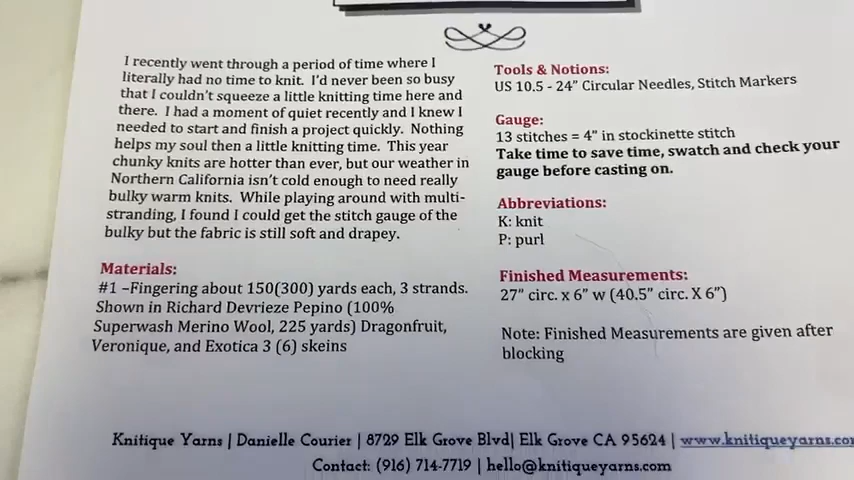 I recently went through a period of time where I
literally had no time to knit. I'd never been so busy
that I couldn't squeeze a little knitting time here and
there. I had a moment of quiet recently and I knew I
needed to start and finish a project quickly. Nothing
helps my soul then a little knitting time. This year
chunky knits are hotter than ever, but our weather in
Northern California isn't cold enough to need really
bulky warm knits. While playing around with multi-
stranding, I found I could get the stitch gauge of the
bulky but the fabric is still soft and drapey.
Materials:
#1 –Fingering about 150(300) yards each, 3 strands.
Shown in Richard Devrieze Pepino (100%
Superwash Merino Wool, 225 yards) Dragonfruit,
Veronique, and Exotica 3 (6) skeins
Tools & Notions:
US 10.5 - 24" Circular Needles, Stitch Markers
Gauge:
13 stitches = 4" in stockinette stitch
Take time to save time, swatch and check your
gauge before casting on.
Abbreviations:
K: knit
P: purl
Finished Measurements:
27" circ. x 6" w (40.5" circ. X 6")
Note: Finished Measurements are given after
blocking
Knitique Yarns | Danielle Courier | 8729 Elk Grove Blvd| Elk Grove CA 95624 | www.knitiqueyarns.co
Contact: (916) 714-7719 | hello@knitiqueyarns.com